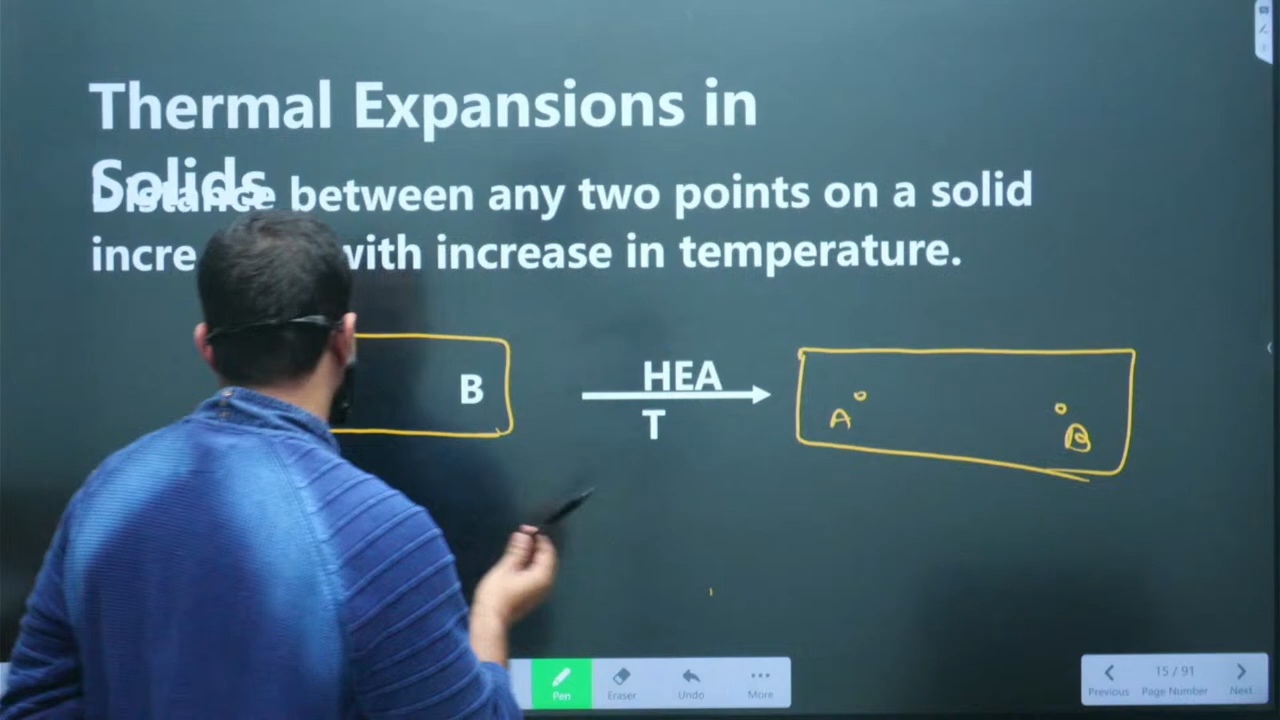 Thermal Expansions in
Solids
Distance between any two points on a solid
incre with increase in temperature.
B
HEA
T
A
B
Pen
Eraser
Undo
More
Previous
15 / 91
Page Number
Next